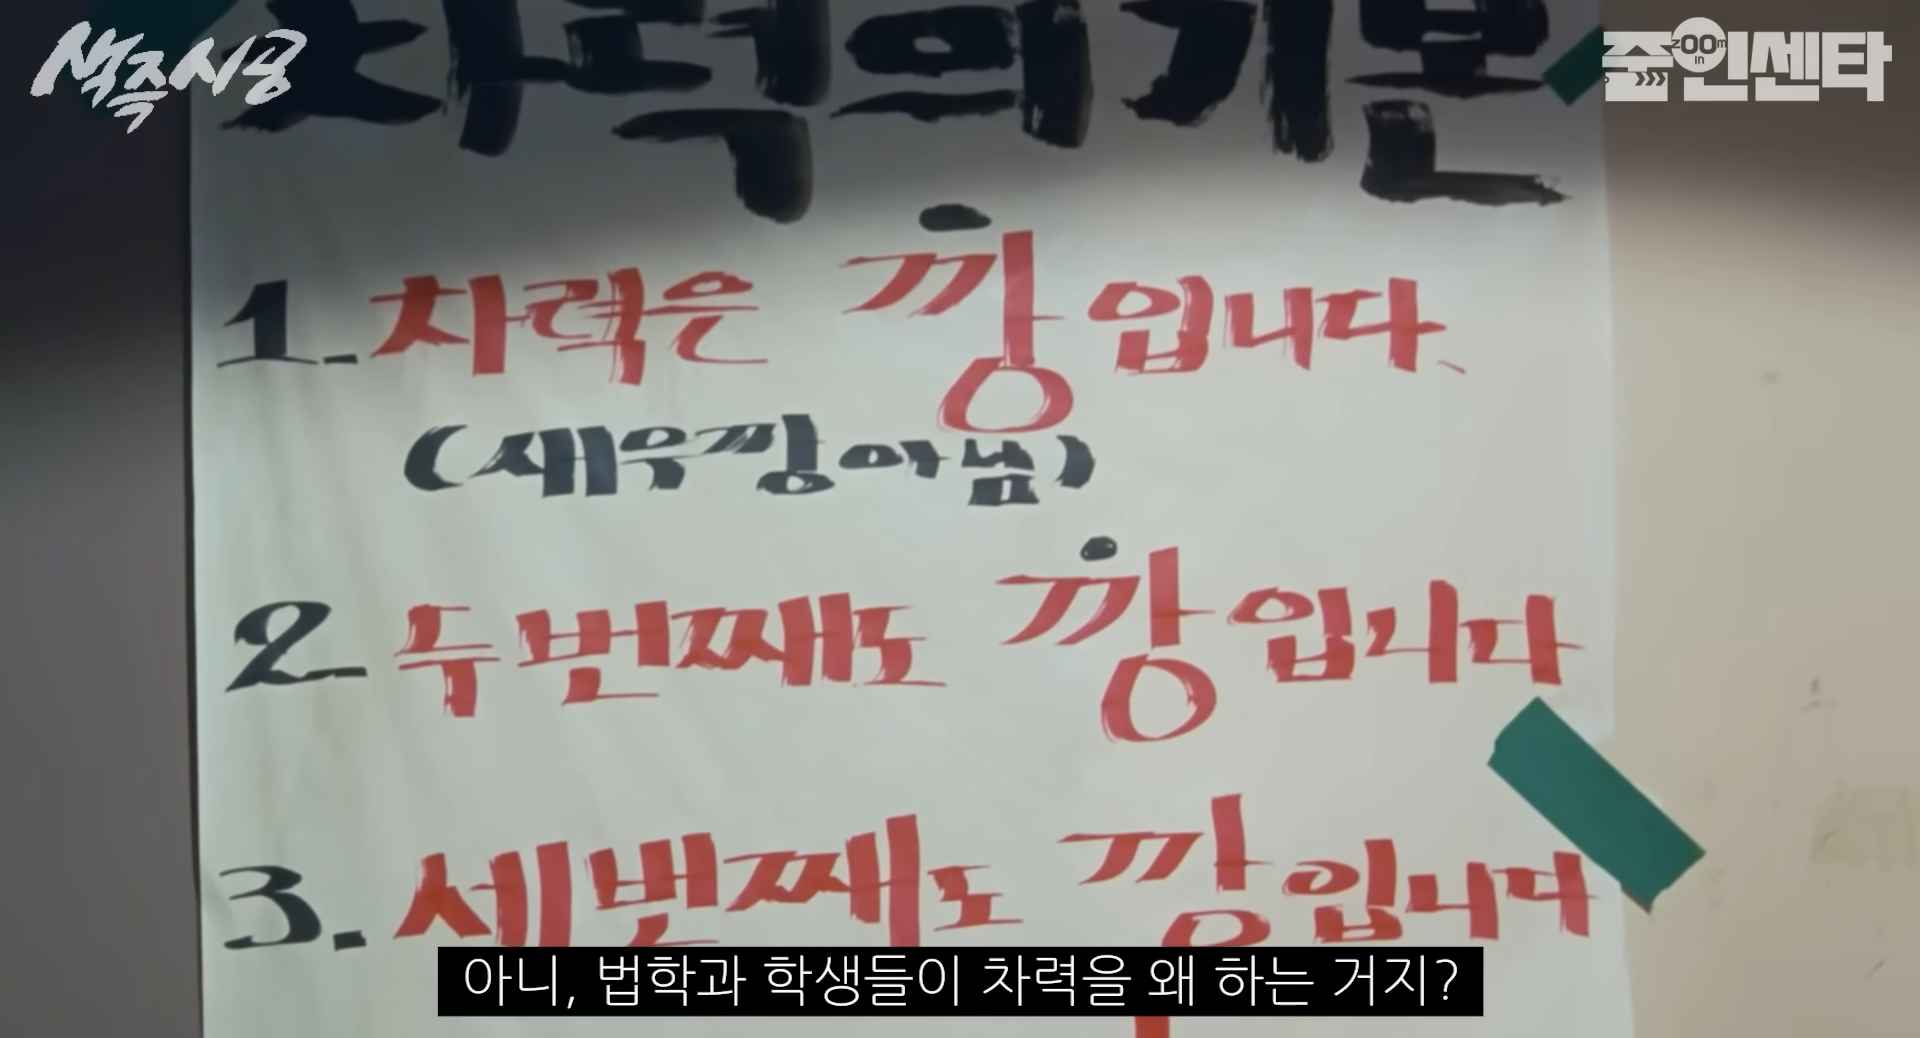 색즉시공
줌인센타
ZOOM in
차력의 기본
1. 차력은 깡입니다.
(새우깡 아님)
2. 두번째도 깡입니다
3. 세번째도 깡입니다
아니, 법학과 학생들이 차력을 왜 하는 거지?